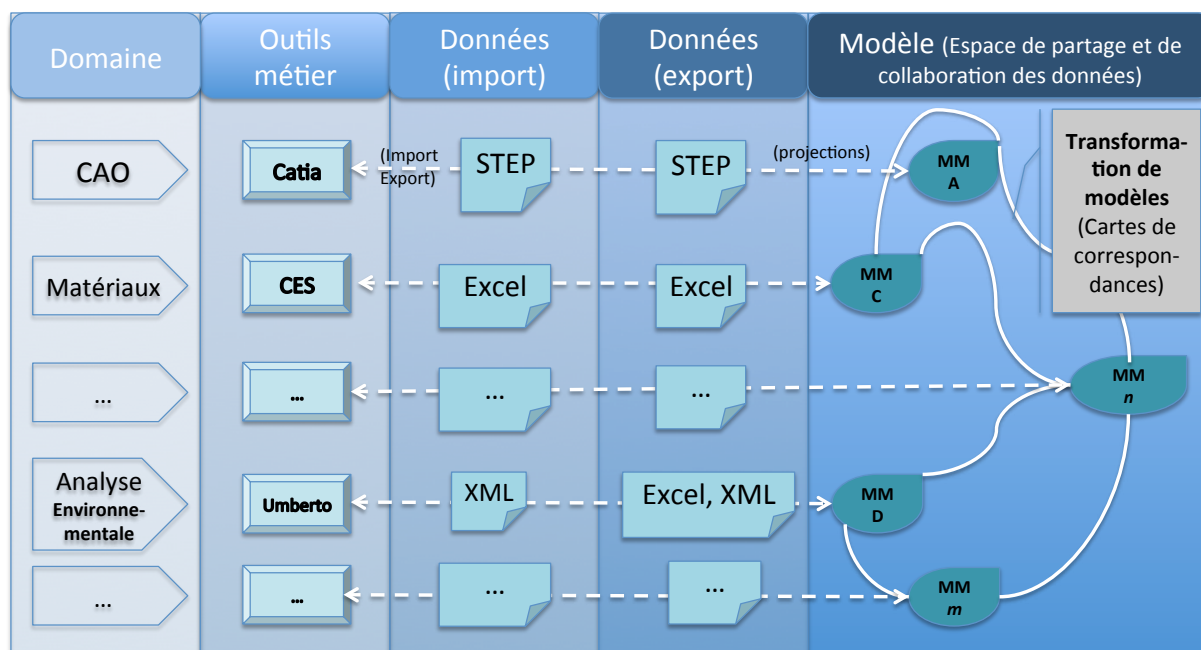 Domaine
Outils
métier
Données
(import)
Données
(export)
Modèle (Espace de partage et de
collaboration des données)
CAO
Catia
(Import
Export)
STEP
STEP
(projections)
MM
A
Transforma-
tion de
modèles
(Cartes de
correspon-
dances)
Matériaux
CES
Excel
Excel
MM
C
...
...
...
...
MM
n
Analyse
Environne-
mentale
Umberto
XML
Excel, XML
MM
D
...
...
...
...
MM
m